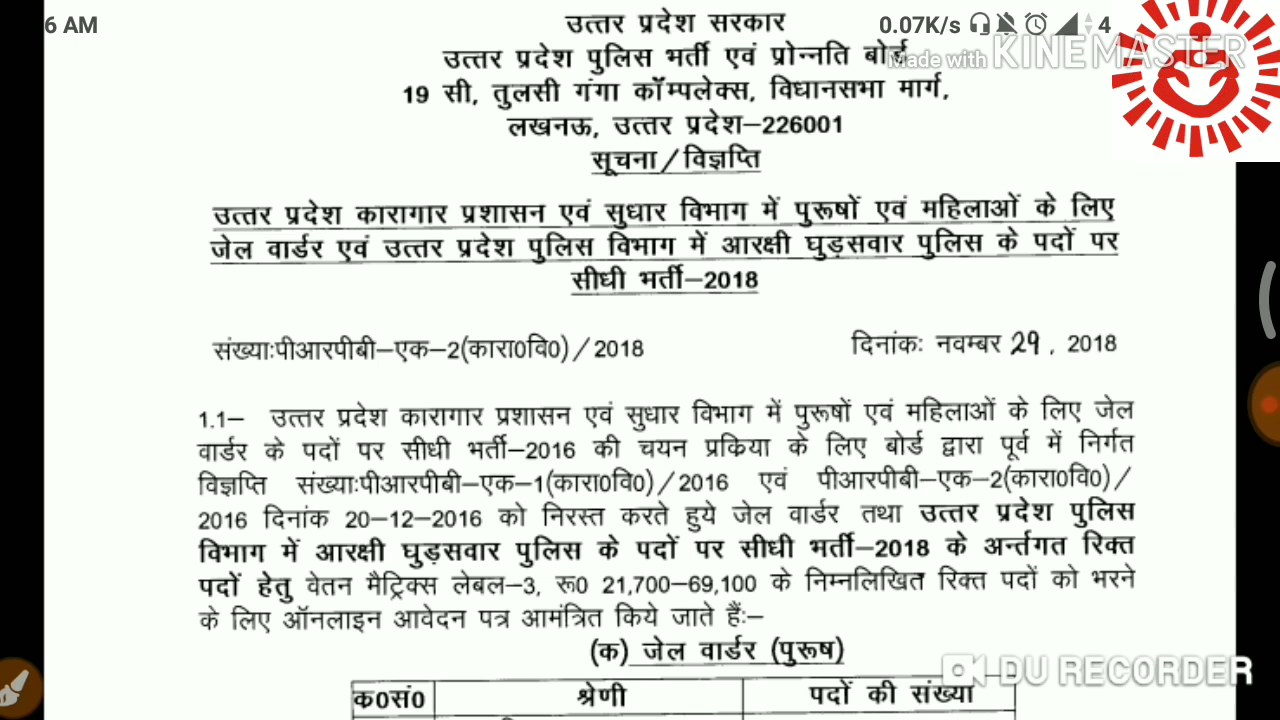 6 AM
0.07K/s 4
Made with KINEMASTER
उत्तर प्रदेश सरकार
उत्तर प्रदेश पुलिस भर्ती एवं प्रोन्नति बोर्ड
19 सी, तुलसी गंगा कॉम्पलेक्स, विधानसभा मार्ग,
लखनऊ, उत्तर प्रदेश–226001
सूचना/विज्ञप्ति
उत्तर प्रदेश कारागार प्रशासन एवं सुधार विभाग में पुरूषों एवं महिलाओं के लिए
जेल वार्डर एवं उत्तर प्रदेश पुलिस विभाग में आरक्षी घुड़सवार पुलिस के पदों पर
सीधी भर्ती–2018
संख्याःपीआरपीबी–एक–2(कारा0वि0)/2018 दिनांकः नवम्बर 29, 2018
1.1– उत्तर प्रदेश कारागार प्रशासन एवं सुधार विभाग में पुरूषों एवं महिलाओं के लिए जेल
वार्डर के पदों पर सीधी भर्ती–2016 की चयन प्रकिया के लिए बोर्ड द्वारा पूर्व में निर्गत
विज्ञप्ति संख्याःपीआरपीबी–एक–1(कारा0वि0)/2016 एवं पीआरपीबी–एक–2(कारा0वि0)/
2016 दिनांक 20–12–2016 को निरस्त करते हुये जेल वार्डर तथा उत्तर प्रदेश पुलिस
विभाग में आरक्षी घुड़सवार पुलिस के पदों पर सीधी भर्ती–2018 के अर्न्तगत रिक्त
पदों हेतु वेतन मैट्रिक्स लेबल–3, रू0 21,700–69,100 के निम्नलिखित रिक्त पदों को भरने
के लिए ऑनलाइन आवेदन पत्र आमंत्रित किये जाते हैंः–
(क) जेल वार्डर (पुरूष)
DU RECORDER
क0सं0 श्रेणी पदों की संख्या